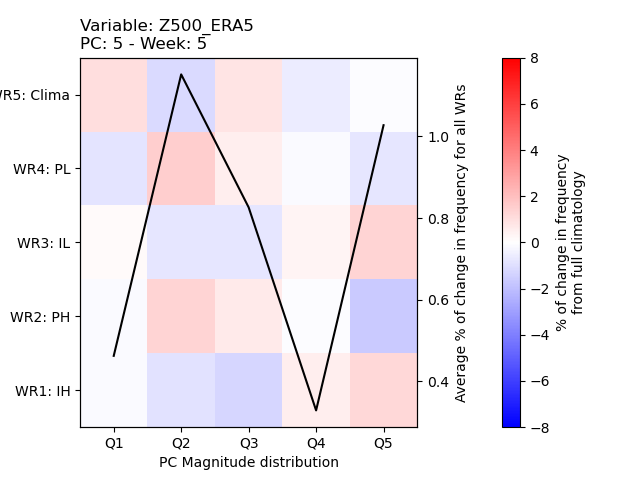 Variable: Z500_ERA5
PC: 5 - Week: 5
WR5: Clima
WR4: PL
WR3: IL
WR2: PH
WR1: IH
Q1 Q2 Q3 Q4 Q5
PC Magnitude distribution
1.0
0.8
0.6
0.4
Average % of change in frequency for all WRs
8
6
4
2
0
−2
−4
−6
−8
% of change in frequency
from full climatology